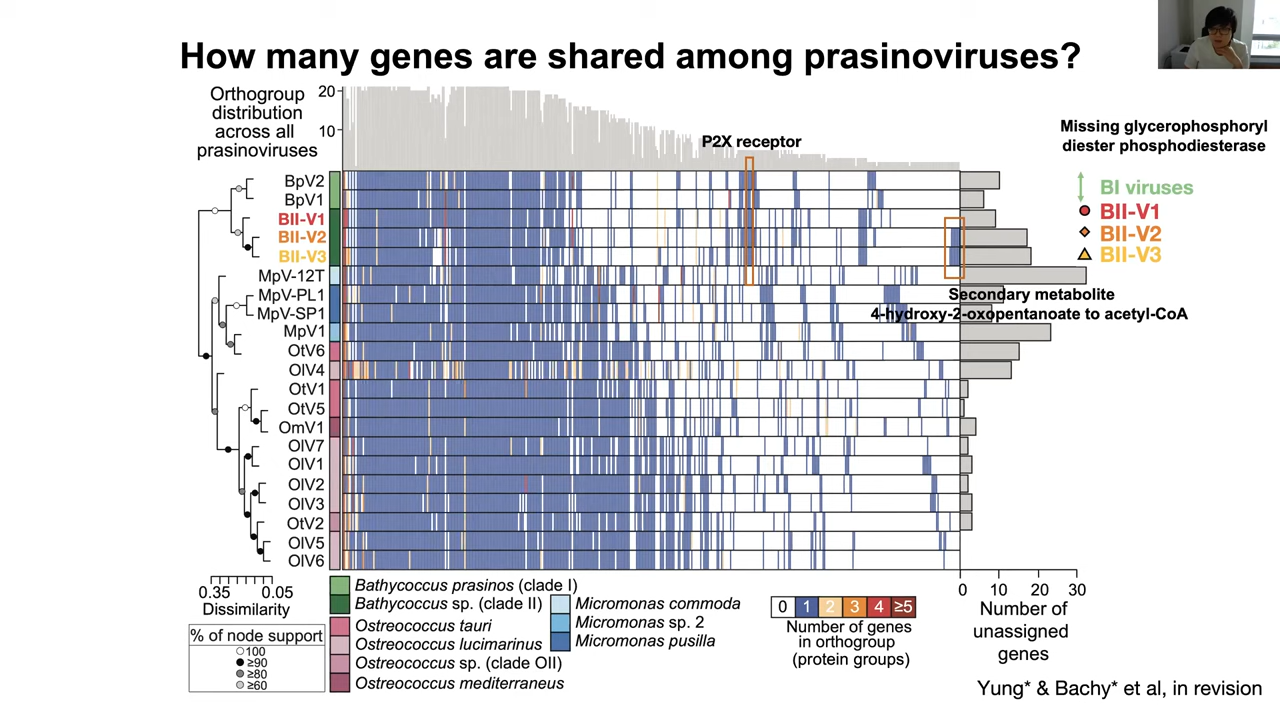 How many genes are shared among prasinoviruses?
Orthogroup
distribution
across all
prasinoviruses
20
10
P2X receptor
Missing glycerophosphoryl
diester phosphodiesterase
BI viruses
BII-V1
BII-V2
BII-V3
BpV2
BpV1
BII-V1
BII-V2
BII-V3
MpV-12T
MpV-PL1
MpV-SP1
MpV1
OtV6
OlV4
OtV1
OtV5
OmV1
OlV7
OlV1
OlV2
OlV3
OtV2
OlV5
OlV6
Secondary metabolite
4-hydroxy-2-oxopentanoate to acetyl-CoA
0.35 0.05
Dissimilarity
% of node support
100
≥90
≥80
≥60
Bathycoccus prasinos (clade I)
Bathycoccus sp. (clade II)
Ostreococcus tauri
Ostreococcus lucimarinus
Ostreococcus sp. (clade OII)
Ostreococcus mediterraneus
Micromonas commoda
Micromonas sp. 2
Micromonas pusilla
0 1 2 3 4 ≥5
Number of genes
in orthogroup
(protein groups)
0 10 20 30
Number of
unassigned
genes
Yung* & Bachy* et al, in revision